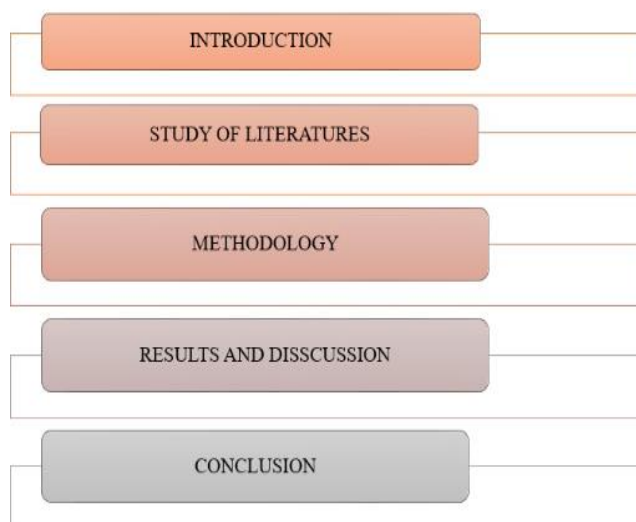 INTRODUCTION
STUDY OF LITERATURES
METHODOLOGY
RESULTS AND DISSCUSSION
CONCLUSION